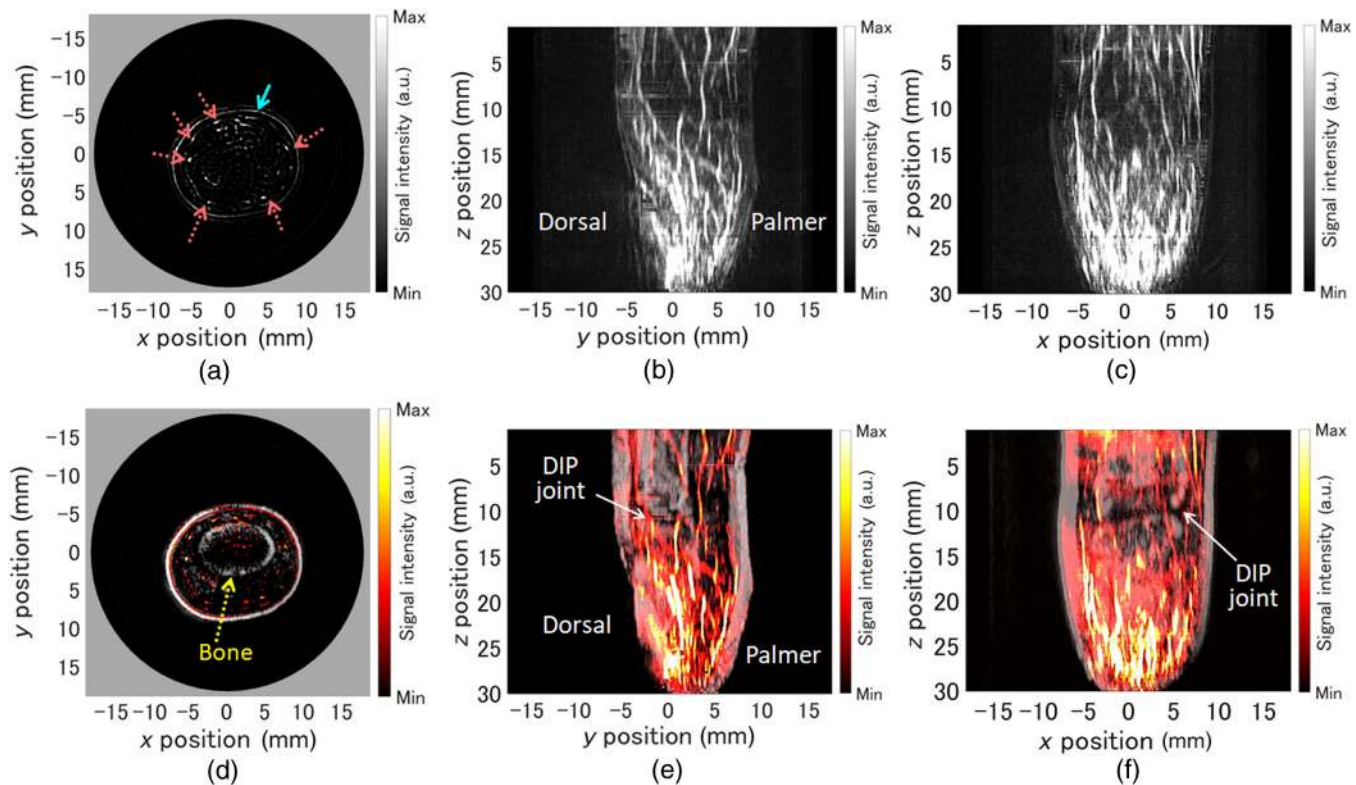 −15
−10
−5
0
5
10
15
y position (mm)
−15 −10 −5 0 5 10 15
x position (mm)
Max
Signal intensity (a.u.)
Min
(a)
5
10
15
20
25
30
z position (mm)
Dorsal
Palmer
−15 −10 −5 0 5 10 15
y position (mm)
Max
Signal intensity (a.u.)
Min
(b)
5
10
15
20
25
30
z position (mm)
−15 −10 −5 0 5 10 15
x position (mm)
Max
Signal intensity (a.u.)
Min
(c)
−15
−10
−5
0
5
10
15
y position (mm)
Bone
−15 −10 −5 0 5 10 15
x position (mm)
Max
Signal intensity (a.u.)
Min
(d)
5
10
15
20
25
30
z position (mm)
DIP
joint
Dorsal
Palmer
−15 −10 −5 0 5 10 15
y position (mm)
Max
Signal intensity (a.u.)
Min
(e)
5
10
15
20
25
30
z position (mm)
DIP
joint
−15 −10 −5 0 5 10 15
x position (mm)
Max
Signal intensity (a.u.)
Min
(f)